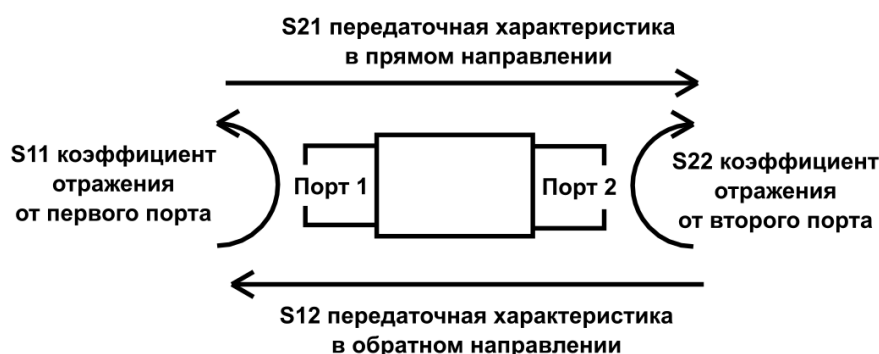 S21 передаточная характеристика
в прямом направлении
S11 коэффициент
отражения
от первого порта
Порт 1
Порт 2
S22 коэффициент
отражения
от второго порта
S12 передаточная характеристика
в обратном направлении